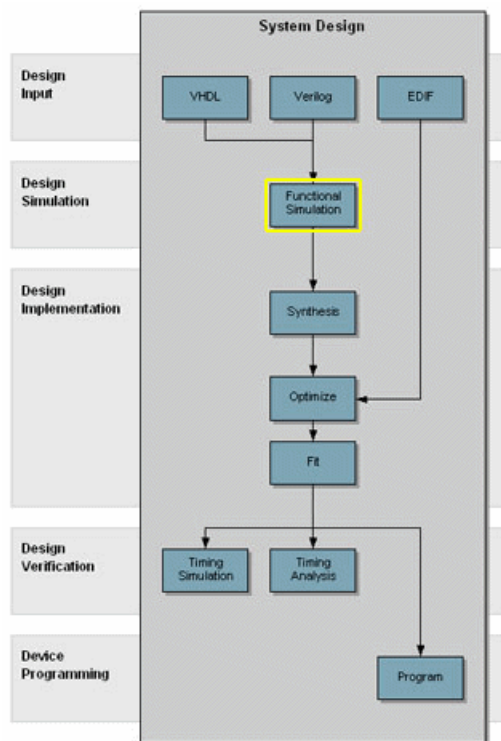 System Design
Design
Input
VHDL
Verilog
EDIF
Design
Simulation
Functional
Simulation
Design
Implementation
Synthesis
Optimize
Fit
Design
Verification
Timing
Simulation
Timing
Analysis
Device
Programming
Program